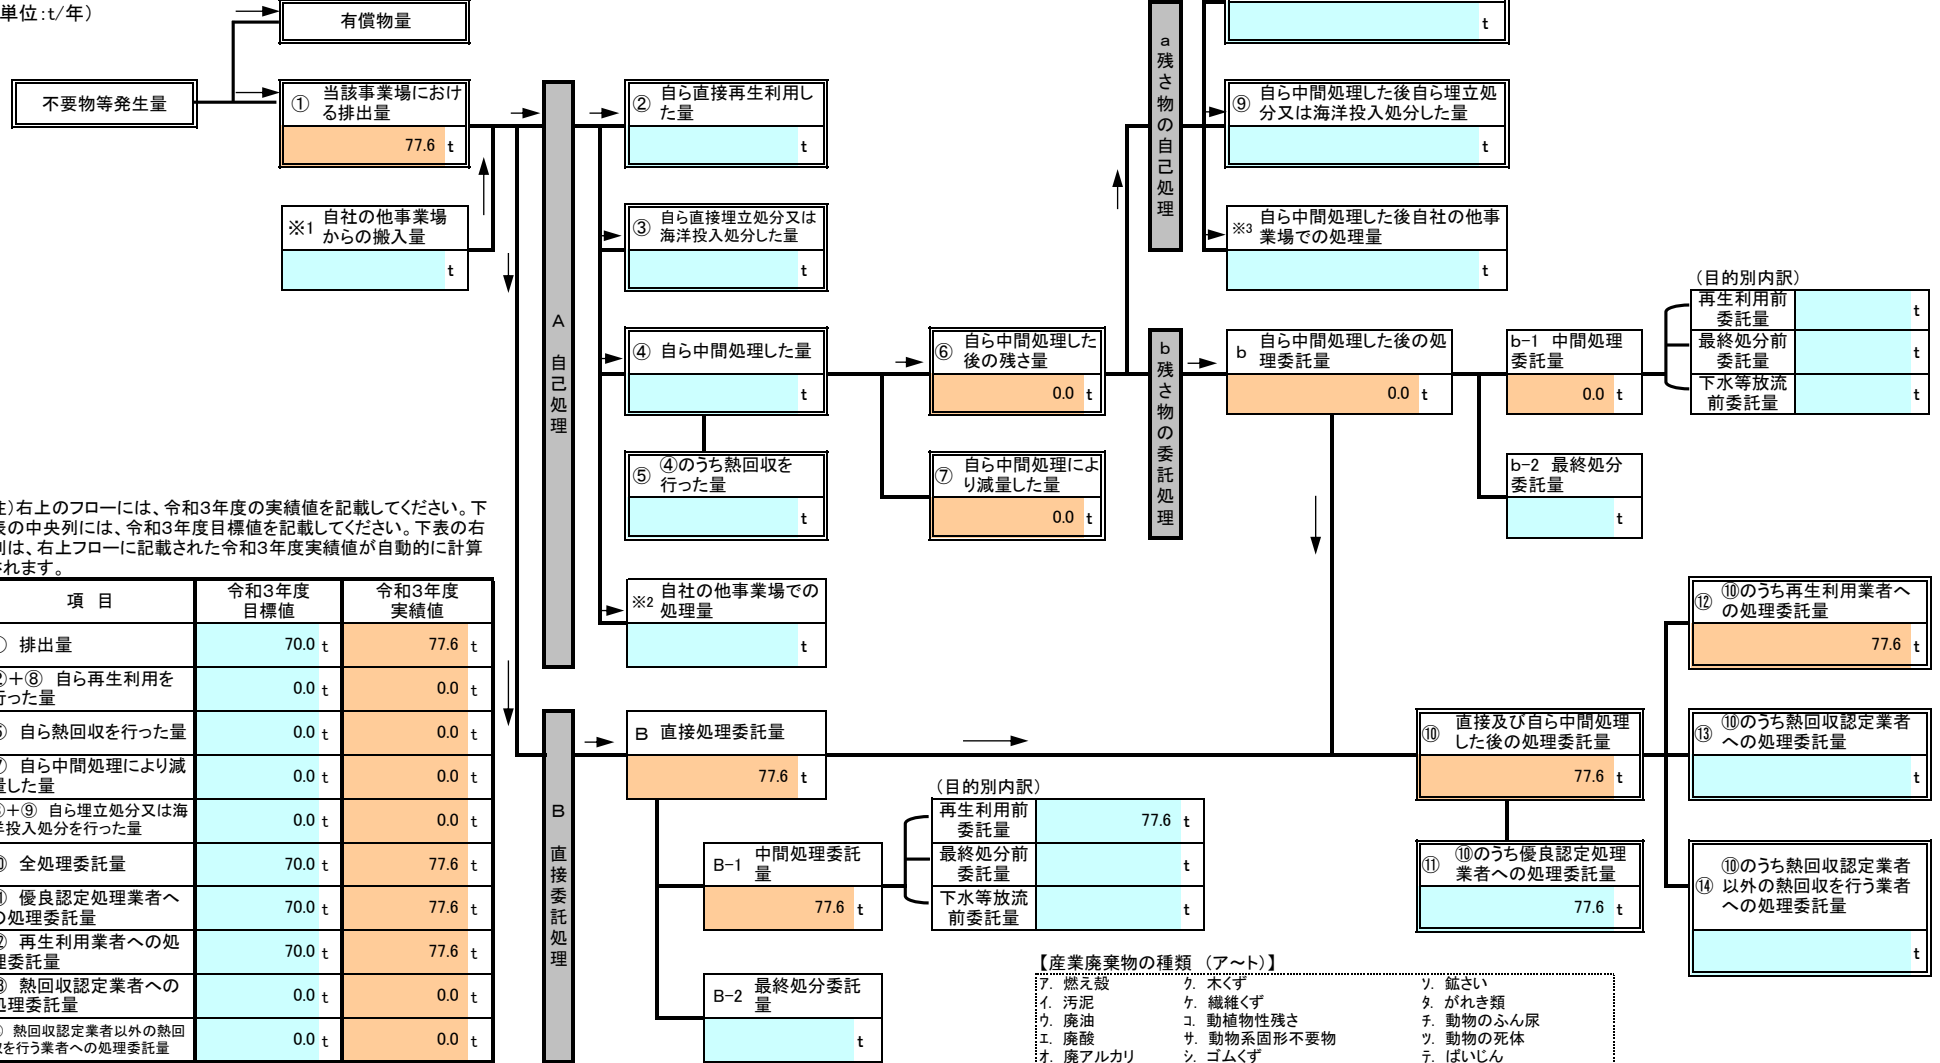 単位:t/年)
有償物量
t
不要物等発生量
① 当該事業場におけ
る排出量
77.6 t
※1 自社の他事業場
からの搬入量
t
A 自己処理
② 自ら直接再生利用し
た量
t
③ 自ら直接埋立処分又は
海洋投入処分した量
t
④ 自ら中間処理した量
t
⑤ ④のうち熱回収を
行った量
t
※2 自社の他事業場での
処理量
t
⑥ 自ら中間処理した
後の残さ量
0.0 t
⑦ 自ら中間処理によ
り減量した量
0.0 t
a残さ物の自己処理
⑨ 自ら中間処理した後自ら埋立処
分又は海洋投入処分した量
t
※3 自ら中間処理した後自社の他事
業場での処理量
t
b残さ物の委託処理
b 自ら中間処理した後の処
理委託量
0.0 t
b-1 中間処理
委託量
0.0 t
b-2 最終処分
委託量
t
(目的別内訳)
再生利用前
委託量 t
最終処分前
委託量 t
下水等放流
前委託量 t
)右上のフローには、令和3年度の実績値を記載してください。下
の中央列には、令和3年度目標値を記載してください。下表の右
は、右上フローに記載された令和3年度実績値が自動的に計算
れます。
項 目 令和3年度
目標値 令和3年度
実績値
排出量 70.0 t 77.6 t
+⑧ 自ら再生利用を
った量 0.0 t 0.0 t
自ら熱回収を行った量 0.0 t 0.0 t
自ら中間処理により減
した量 0.0 t 0.0 t
+⑨ 自ら埋立処分又は海
投入処分を行った量 0.0 t 0.0 t
全処理委託量 70.0 t 77.6 t
優良認定処理業者へ
処理委託量 70.0 t 77.6 t
再生利用業者への処
委託量 70.0 t 77.6 t
熱回収認定業者への
処理委託量 0.0 t 0.0 t
熱回収認定業者以外の熱回
を行う業者への処理委託量 0.0 t 0.0 t
B 直接委託処理
B 直接処理委託量
77.6 t
B-1 中間処理委託
量
77.6 t
B-2 最終処分委託
量
t
(目的別内訳)
再生利用前
委託量 77.6 t
最終処分前
委託量 t
下水等放流
前委託量 t
⑩ 直接及び自ら中間処理
した後の処理委託量
77.6 t
⑪ ⑩のうち優良認定処理
業者への処理委託量
77.6 t
⑫ ⑩のうち再生利用業者へ
の処理委託量
77.6 t
⑬ ⑩のうち熱回収認定業者
への処理委託量
t
⑭ ⑩のうち熱回収認定業者
以外の熱回収を行う業者
への処理委託量
t
【産業廃棄物の種類 (ア~ト)】
ア. 燃え殻 ク. 木くず ソ. 鉱さい
イ. 汚泥 ケ. 繊維くず タ. がれき類
ウ. 廃油 コ. 動植物性残さ チ. 動物のふん尿
エ. 廃酸 サ. 動物系固形不要物 ツ. 動物の死体
オ. 廃アルカリ シ. ゴムくず テ. ばいじん